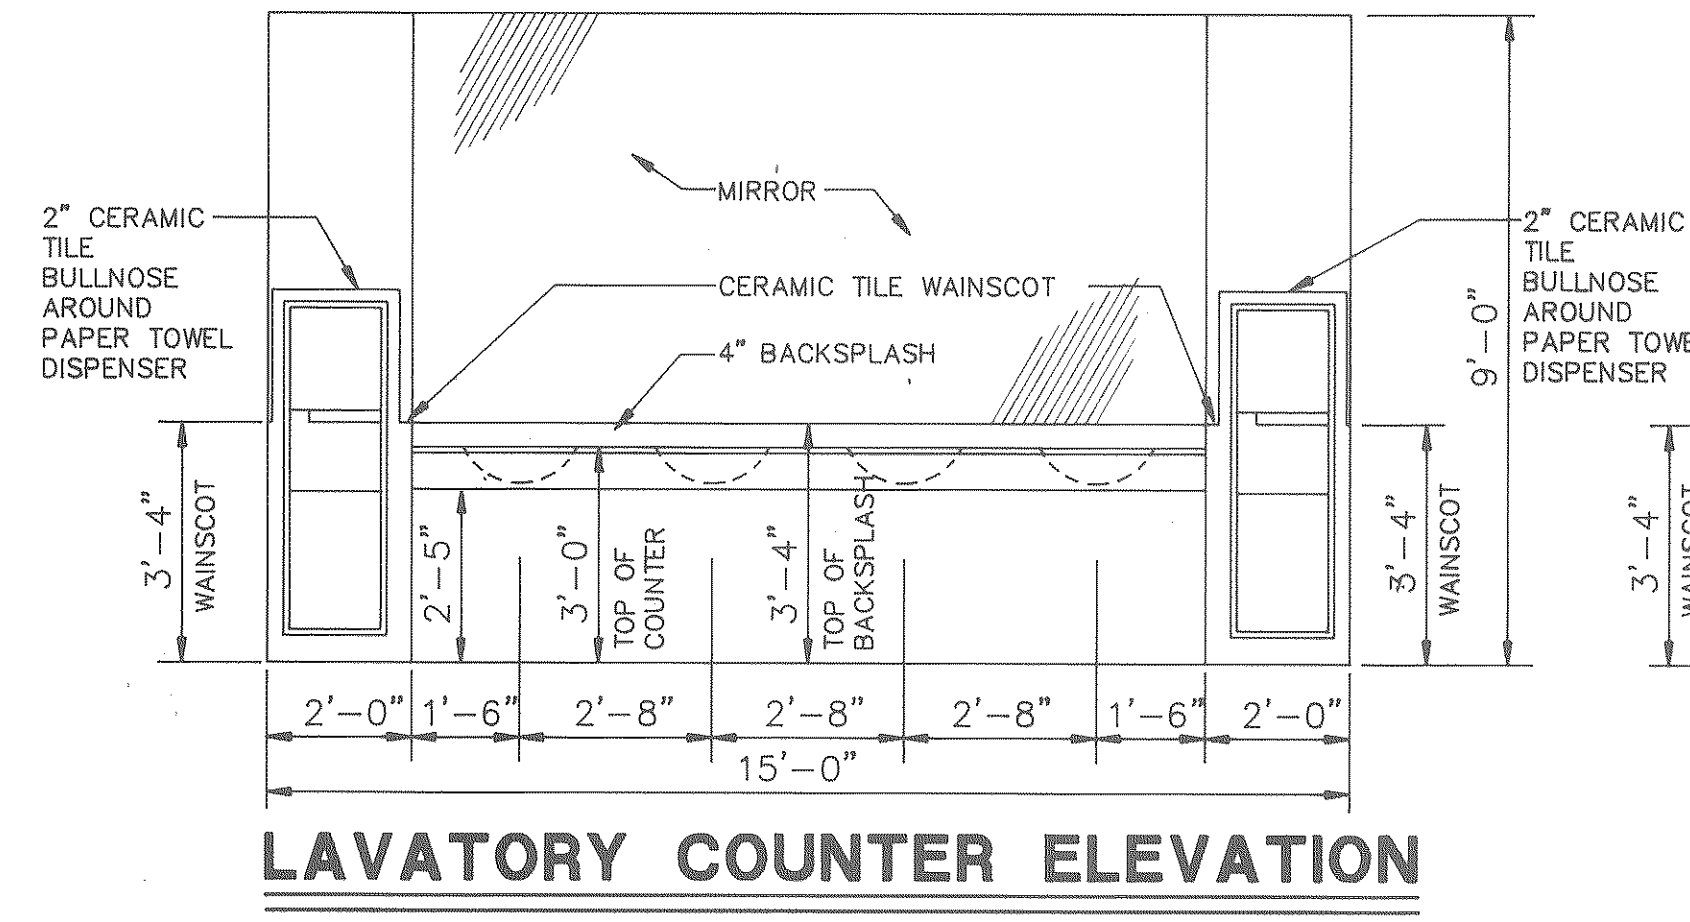 MIRROR
2" CERAMIC
TILE
BULLNOSE
AROUND
PAPER TOWEL
DISPENSER
CERAMIC TILE WAINSCOT
4" BACKSPLASH
2" CERAMIC
TILE
BULLNOSE
AROUND
PAPER TOWE
DISPENSER
9'-0"
3'-4"
WAINSCOT
2'-5"
3'-0"
TOP OF
COUNTER
3'-4"
TOP OF
BACKSPLASH
3'-4"
WAINSCOT
3'-4"
WAINSCOT
2'-0" 1'-6" 2'-8" 2'-8" 2'-8" 1'-6" 2'-0"
15'-0"
LAVATORY COUNTER ELEVATION